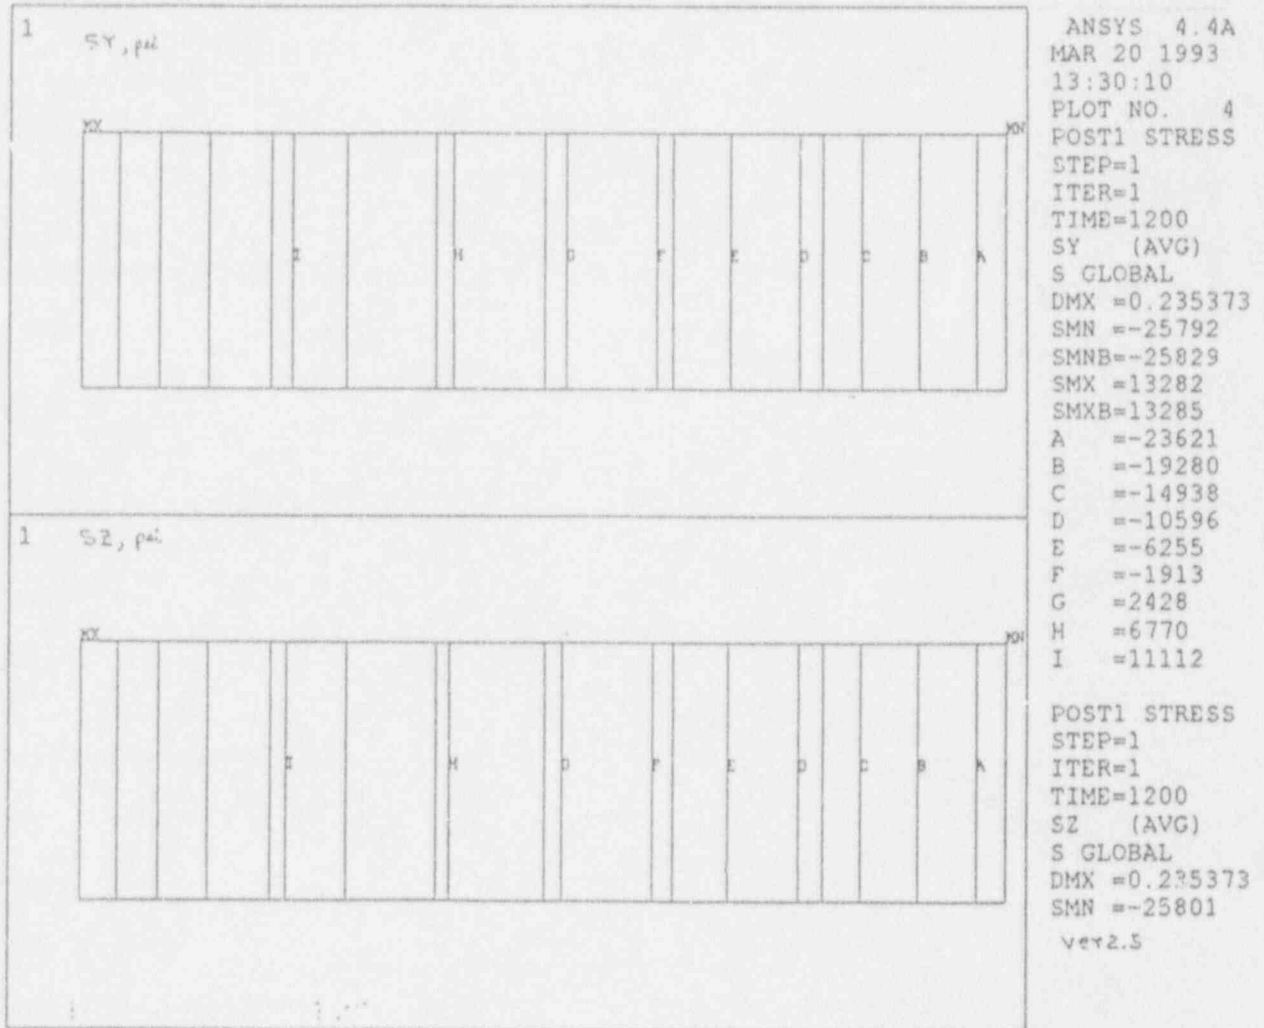 1 SY, psi
MX MN
I H G F E D C B A
1 SZ, psi
MX MN
I H G F E D C B A
ANSYS 4.4A
MAR 20 1993
13:30:10
PLOT NO. 4
POST1 STRESS
STEP=1
ITER=1
TIME=1200
SY (AVG)
S GLOBAL
DMX =0.235373
SMN =-25792
SMNB=-25829
SMX =13282
SMXB=13285
A =-23621
B =-19280
C =-14938
D =-10596
E =-6255
F =-1913
G =2428
H =6770
I =11112
POST1 STRESS
STEP=1
ITER=1
TIME=1200
SZ (AVG)
S GLOBAL
DMX =0.235373
SMN =-25801
ver2.5